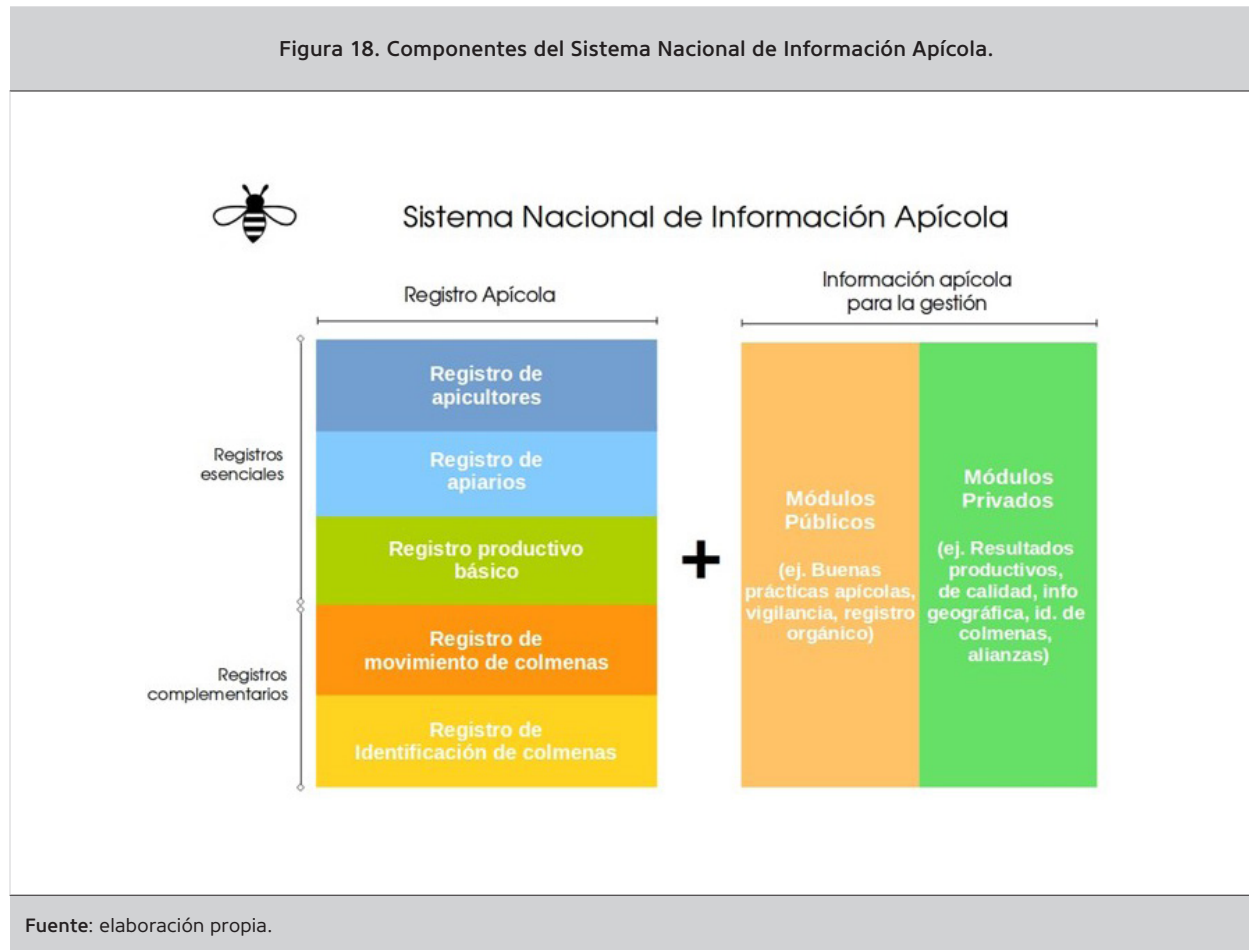 Figura 18. Componentes del Sistema Nacional de Información Apícola.
Sistema Nacional de Información Apícola
Registro Apícola
Información apícola
para la gestión
Registros
esenciales
Registro de
apicultores
Registro de
apiarios
Registro productivo
básico
Registros
complementarios
Registro de
movimiento de colmenas
Registro de
Identificación de colmenas
+
Módulos
Públicos
(ej. Buenas
prácticas apícolas,
vigilancia, registro
orgánico)
Módulos
Privados
(ej. Resultados
productivos,
de calidad, info
geográfica, id. de
colmenas,
alianzas)
Fuente: elaboración propia.